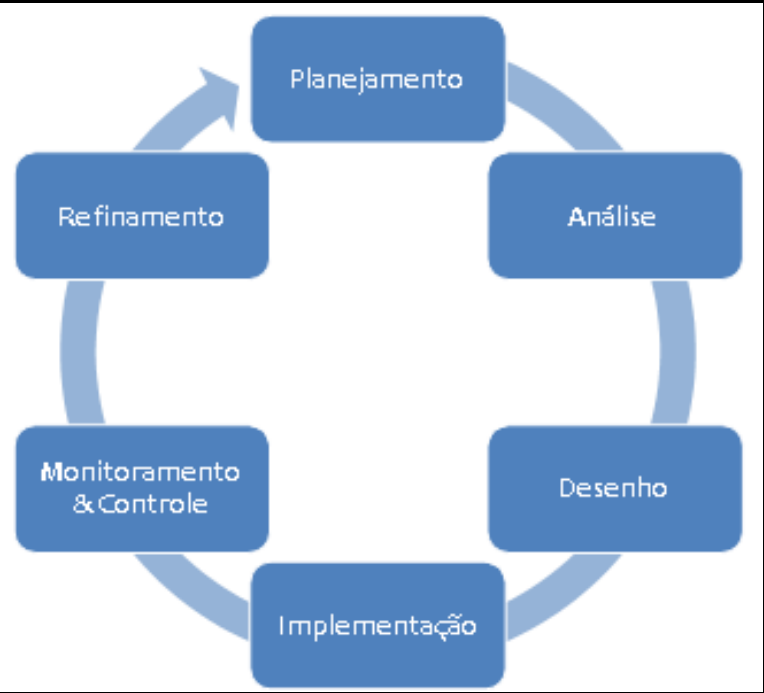 Planejamento
Análise
Desenho
Implementação
Monitoramento
& Controle
Refinamento